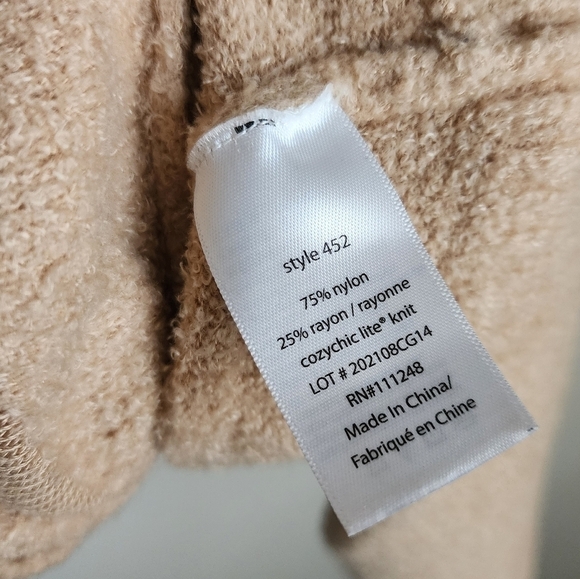 style 452
75% nylon
25% rayon / rayonne
cozychic lite® knit
LOT # 202108CG14
RN#111248
Made In China/
Fabriqué en Chine